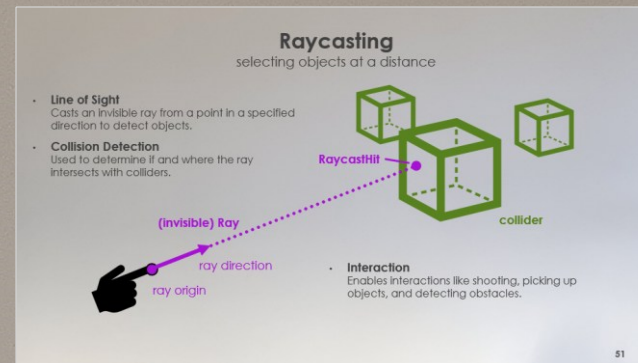 Raycasting
selecting objects at a distance
• Line of Sight
Casts an invisible ray from a point in a specified
direction to detect objects.
• Collision Detection
Used to determine if and where the ray
intersects with colliders.
RaycastHit
collider
(invisible) Ray
ray direction
ray origin
• Interaction
Enables interactions like shooting, picking up
objects, and detecting obstacles.
51